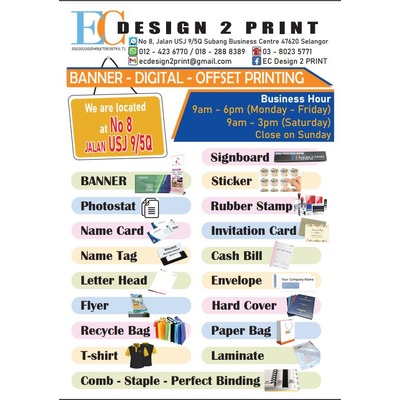 EC DESIGN 2 PRINT
No 8, Jalan USJ 9/5Q Subang Business Centre 47620 Selangor
012 - 423 6770 / 018 - 288 8389 03 - 8023 5771
ecdesign2print@gmail.com EC Design 2 PRINT
BANNER - DIGITAL - OFFSET PRINTING
We are located
at No 8
JALAN USJ 9/5Q
Business Hour
9am - 6pm (Monday - Friday)
9am - 3pm (Saturday)
Close on Sunday
Signboard
BANNER
Sticker
Photostat
Rubber Stamp
Name Card
Invitation Card
Name Tag
Cash Bill
Letter Head
Envelope
Flyer
Hard Cover
Recycle Bag
Paper Bag
T-shirt
Laminate
Comb - Staple - Perfect Binding